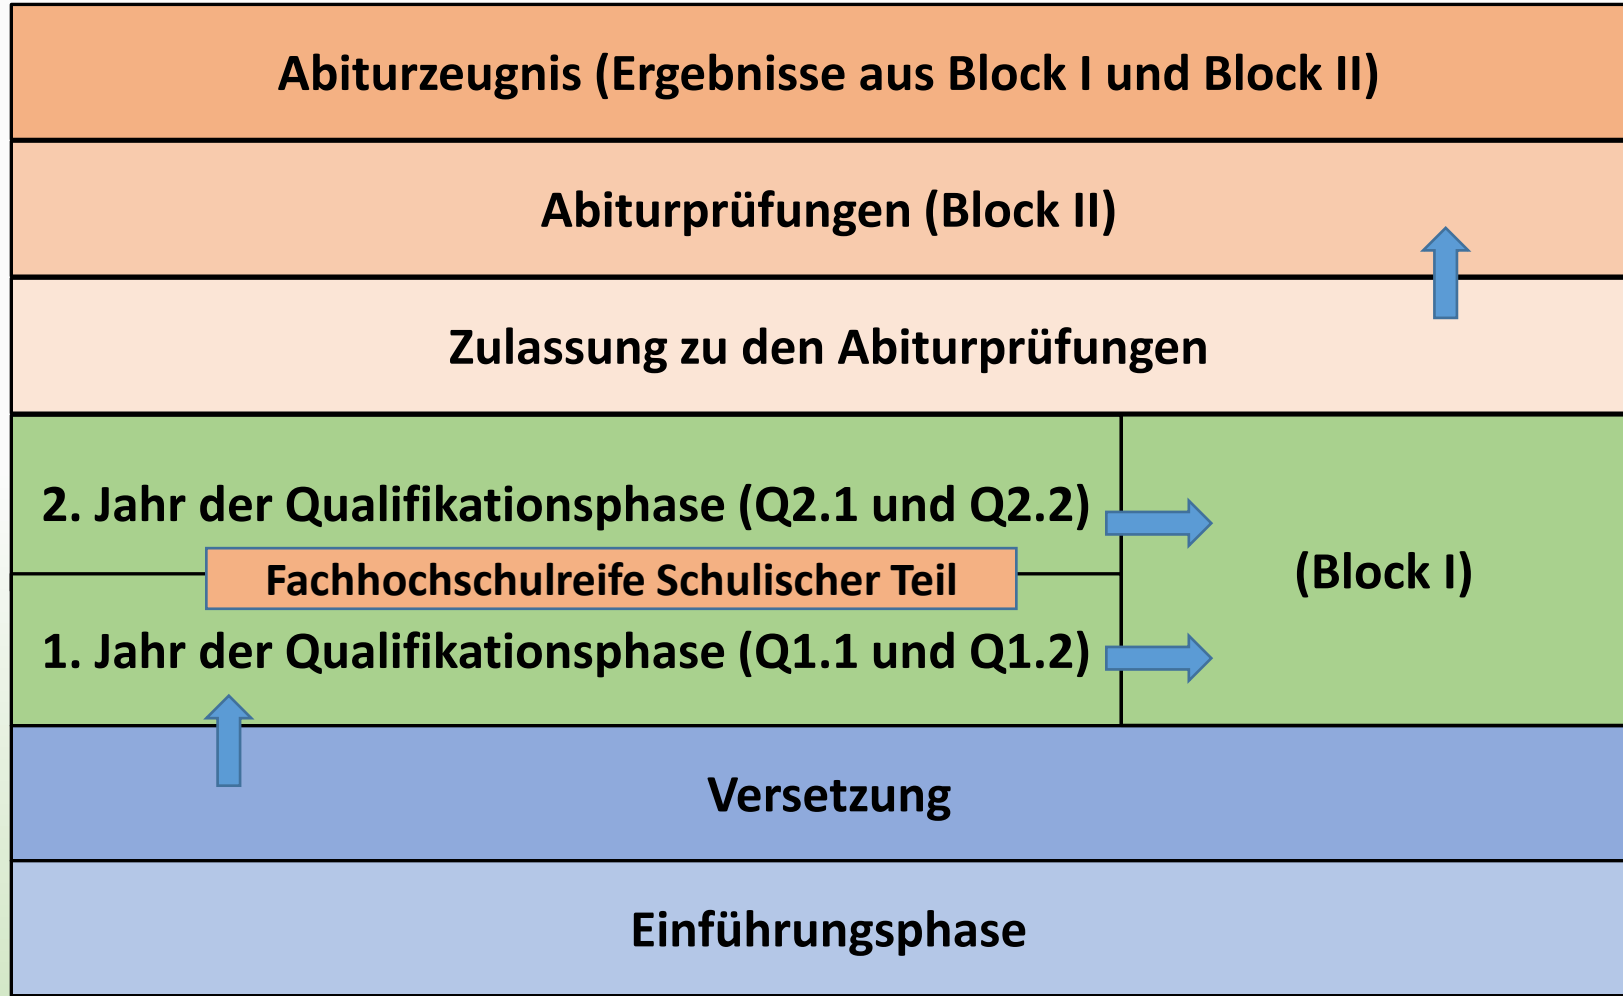 Abiturzeugnis (Ergebnisse aus Block I und Block II)
Abiturprüfungen (Block II)
Zulassung zu den Abiturprüfungen
2. Jahr der Qualifikationsphase (Q2.1 und Q2.2)
Fachhochschulreife Schulischer Teil
(Block I)
1. Jahr der Qualifikationsphase (Q1.1 und Q1.2)
Versetzung
Einführungsphase